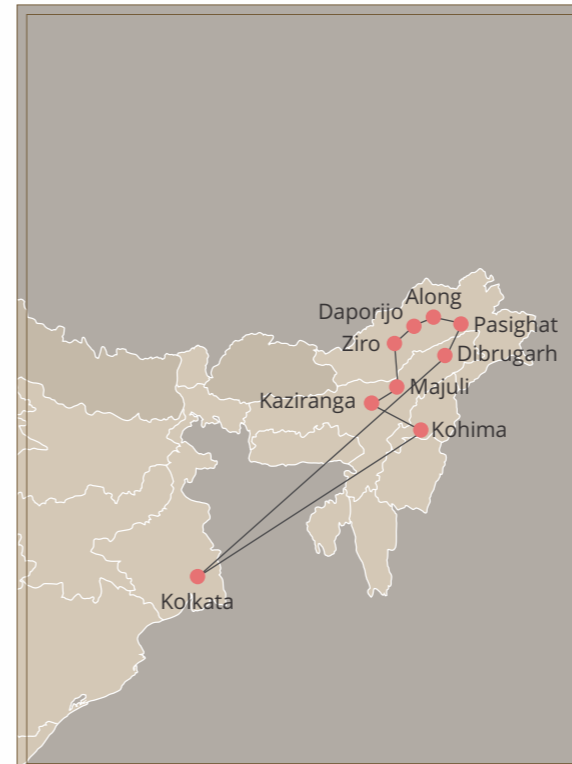 Along
Daporijo
Pasighat
Ziro
Dibrugarh
Majuli
Kaziranga
Kohima
Kolkata